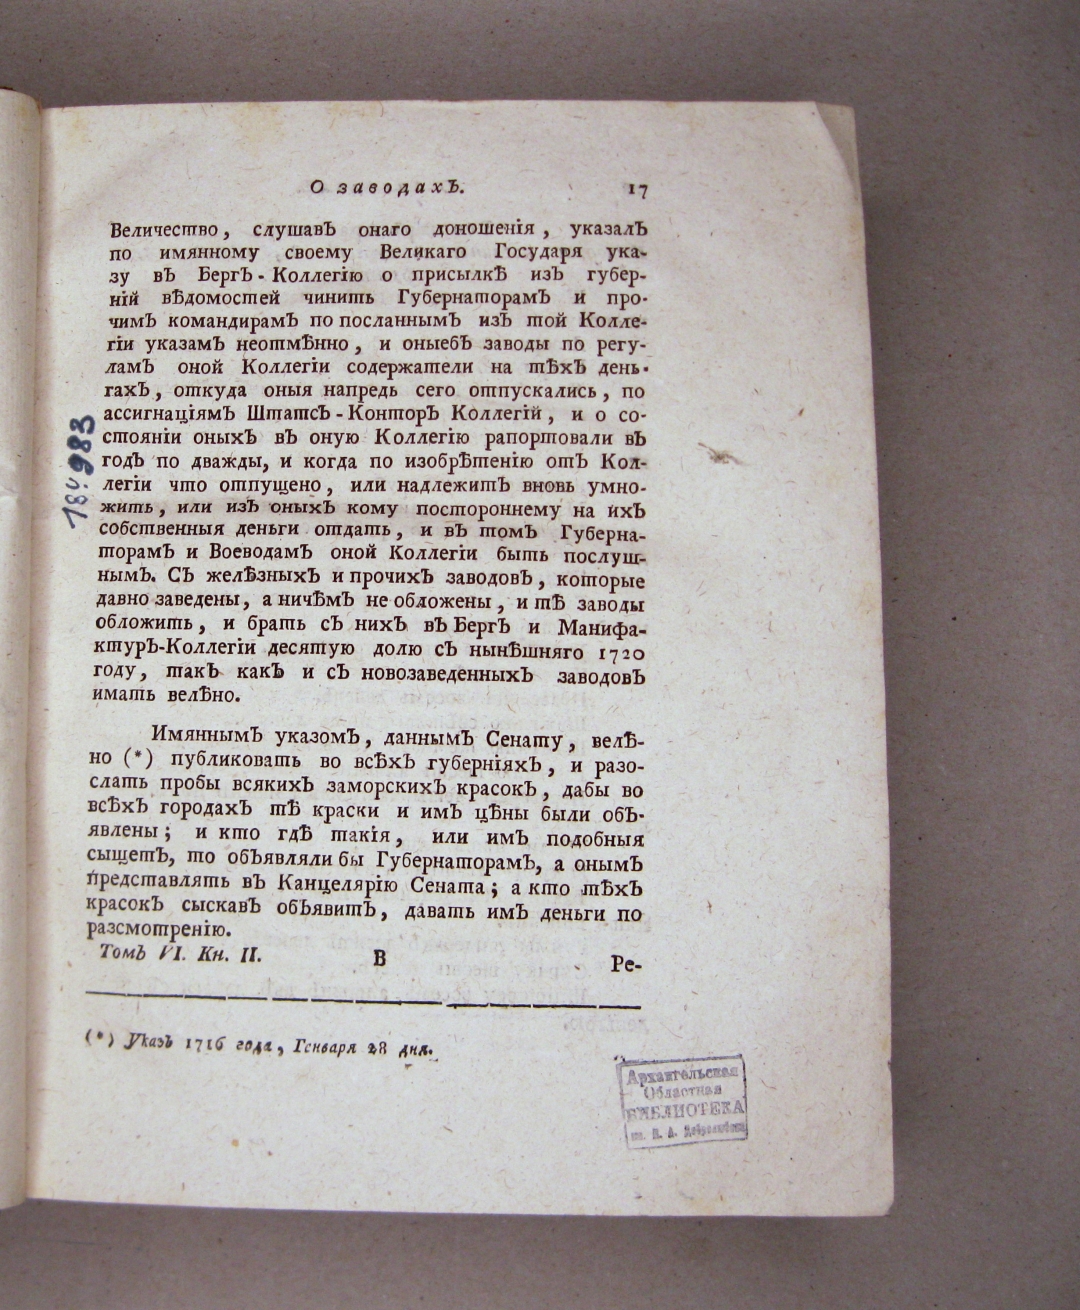 О заводахЪ. 17
Величество, слушавЪ онаго доношенія, указалЪ
по имянному своему Великаго Государя ука-
зу вЪ БергЪ-Коллегію о присылкѢ изЪ губер-
ній вѢдомостей чинить ГубернаторамЪ и про-
чимЪ командирамЪ по посланнымЪ изЪ той Колле-
гіи указамЪ неотмѢнно, и оныебЪ заводы по регу-
ламЪ оной Коллегіи содержатели на тѢхЪ день-
гахЪ, откуда оныя напредь сего отпускались, по
ассигнаціямЪ ШтатсЪ-КонторЪ Коллегій, и о со-
стояніи оныхЪ вЪ оную Коллегію рапортовали вЪ
годЪ по дважды, и когда по изобрѢтенію отЪ Кол-
легіи что отпущено, или надлежитЪ вновь умно-
жить, или изЪ оныхЪ кому постороннему на ихЪ
собственныя деньги отдать, и вЪ томЪ Губерна-
торамЪ и ВоеводамЪ оной Коллегіи быть послуш-
нымЪ. СЪ желѢзныхЪ и прочихЪ заводовЪ, которые
давно заведены, а ничѢмЪ не обложены, и тѢ заводы
обложить, и брать сЪ нихЪ вЪ БергЪ и Манифа-
ктурЪ-Коллегіи десятую долю сЪ нынѢшняго 1720
году, такЪ какЪ и сЪ новозаведенныхЪ заводовЪ
имать велѢно.
ИмяннымЪ указомЪ, даннымЪ Сенату, велѢ-
но (*) публиковать во всѢхЪ губерніяхЪ, и разо-
слать пробы всякихЪ заморскихЪ красокЪ, дабы во
всѢхЪ городахЪ тѢ краски и имЪ цѢны были обЪ-
явлены; и кто гдѢ такія, или имЪ подобныя
сыщетЪ, то обЪявляли бы ГубернаторамЪ, а онымЪ
представлять вЪ Канцелярію Сената; а кто тѢхЪ
красокЪ сыскавЪ обЪявитЪ, давать имЪ деньги по
разсмотренію.
ТомЪ VI. Кн. II. В Ре-
(*) УказЪ 1716 года, Генваря 28 дня.
983
Архангельская
Областная
БИБЛИОТЕКА